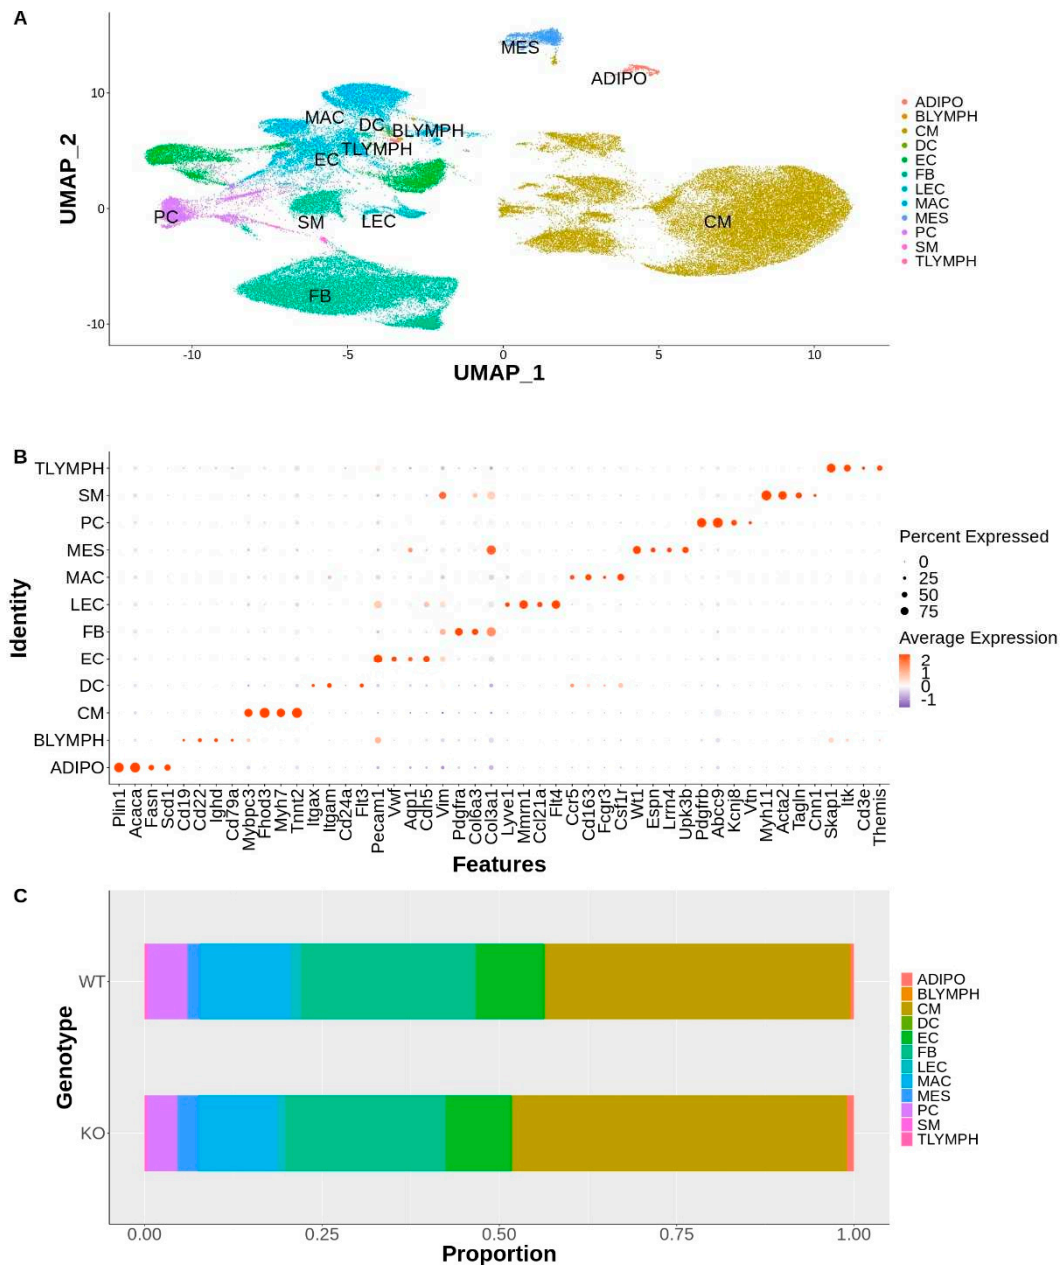 A
UMAP_2
10
0
-10
MES
ADIPO
MAC
DC
BLYMPH
TLYMPH
EC
PC
SM
LEC
CM
FB
-10
-5
0
5
10
UMAP_1
ADIPO
BLYMPH
CM
DC
EC
FB
LEC
MAC
MES
PC
SM
TLYMPH
B
Identity
TLYMPH
SM
PC
MES
MAC
LEC
FB
EC
DC
CM
BLYMPH
ADIPO
Plin1
Acaca
Fasn
Scd1
Cd19
Cd22
Ighd
Cd79a
Mybpc3
Fhod3
Myh7
Tnnt2
Itgax
Itgam
Cd24a
Flt3
Pecam1
Vwf
Aqp1
Cdh5
Vim
Pdgfra
Col6a3
Col3a1
Lyve1
Mmrn1
Ccl21a
Flt4
Ccr5
Cd163
Fcgr3
Csf1r
Wt1
Espn
Lrrn4
Upk3b
Pdgfrb
Abcc9
Kcnj8
Vtn
Myh11
Acta2
Tagln
Cnn1
Skap1
Itk
Cd3e
Themis
Features
Percent Expressed
0
25
50
75
Average Expression
2
1
0
-1
C
Genotype
WT
KO
0.00
0.25
0.50
0.75
1.00
Proportion
ADIPO
BLYMPH
CM
DC
EC
FB
LEC
MAC
MES
PC
SM
TLYMPH